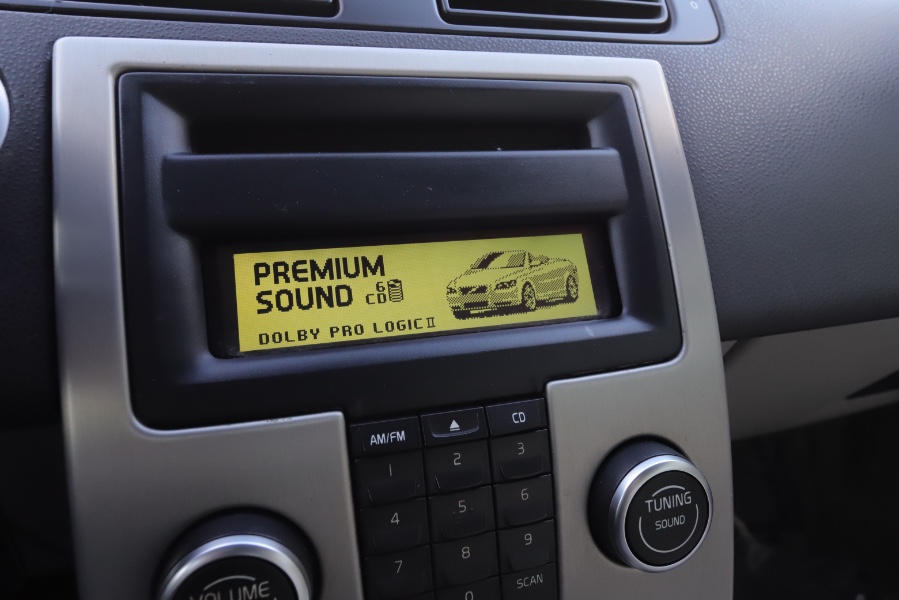 PREMIUM
SOUND 6 CD
DOLBY PRO LOGIC II
AM/FM CD
1 2 3
4 5 6
7 8 9
0 SCAN
TUNING
SOUND
VOLUME